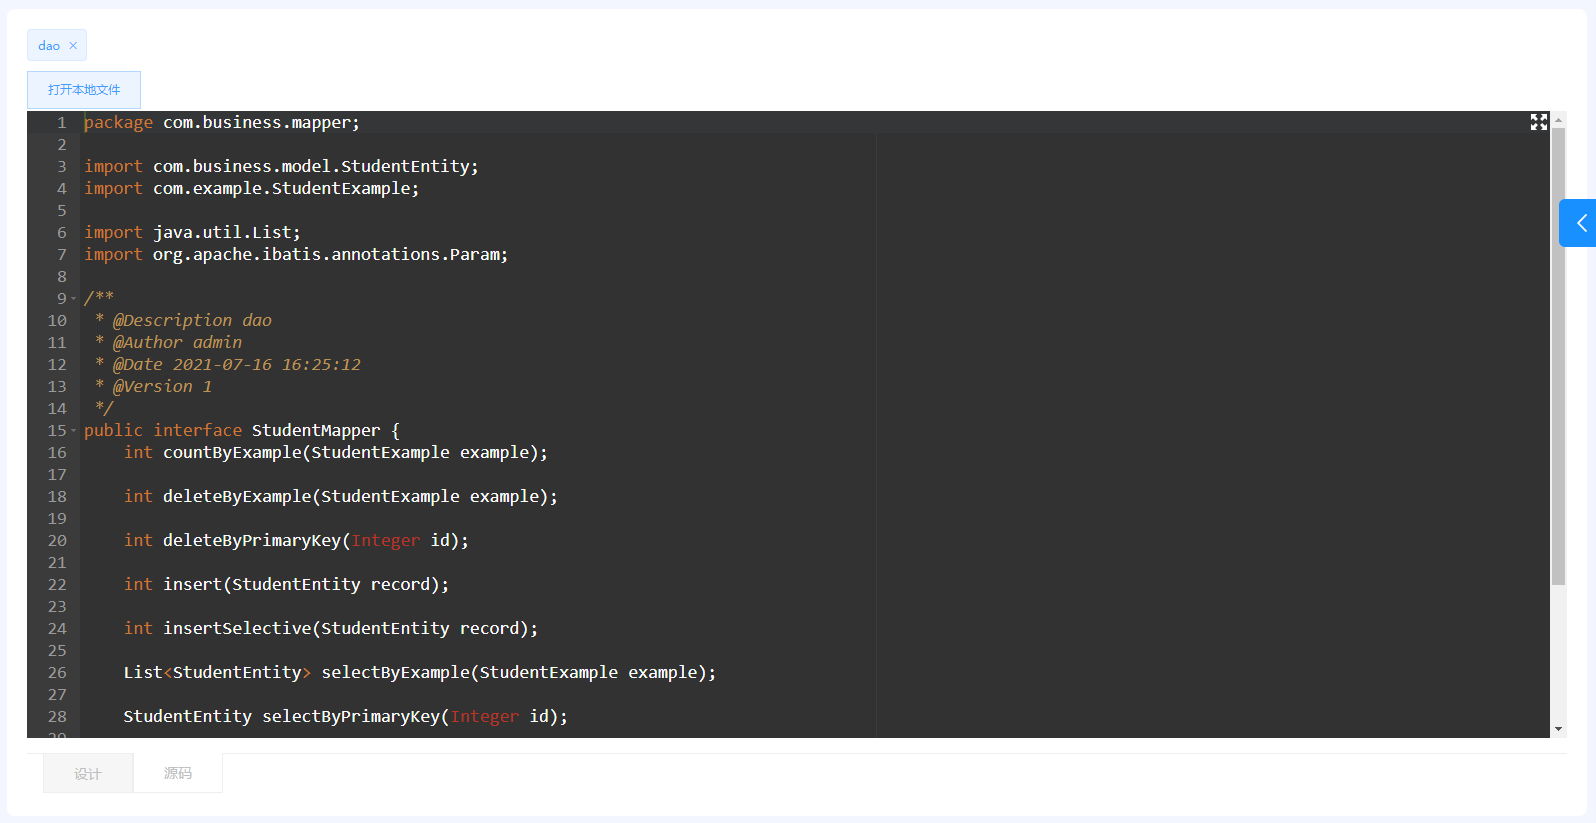 dao ×
打开本地文件
1 package com.business.mapper;
2
3 import com.business.model.StudentEntity;
4 import com.example.StudentExample;
5
6 import java.util.List;
7 import org.apache.ibatis.annotations.Param;
8
9 /**
10  * @Description dao
11  * @Author admin
12  * @Date 2021-07-16 16:25:12
13  * @Version 1
14  */
15 public interface StudentMapper {
16     int countByExample(StudentExample example);
17
18     int deleteByExample(StudentExample example);
19
20     int deleteByPrimaryKey(Integer id);
21
22     int insert(StudentEntity record);
23
24     int insertSelective(StudentEntity record);
25
26     List<StudentEntity> selectByExample(StudentExample example);
27
28     StudentEntity selectByPrimaryKey(Integer id);
29
设计 源码